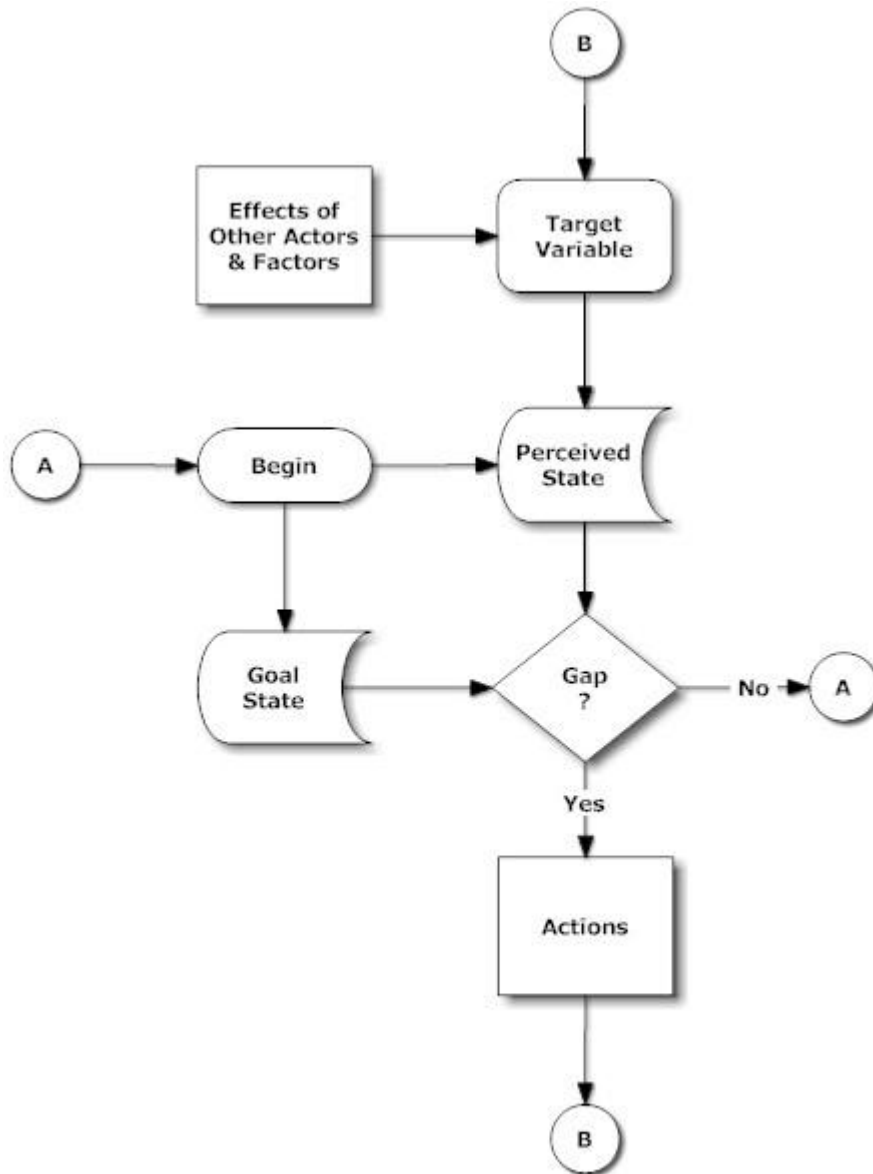 B
Effects of
Other Actors
& Factors
Target
Variable
A
Begin
Perceived
State
Goal
State
Gap
?
No
A
Yes
Actions
B